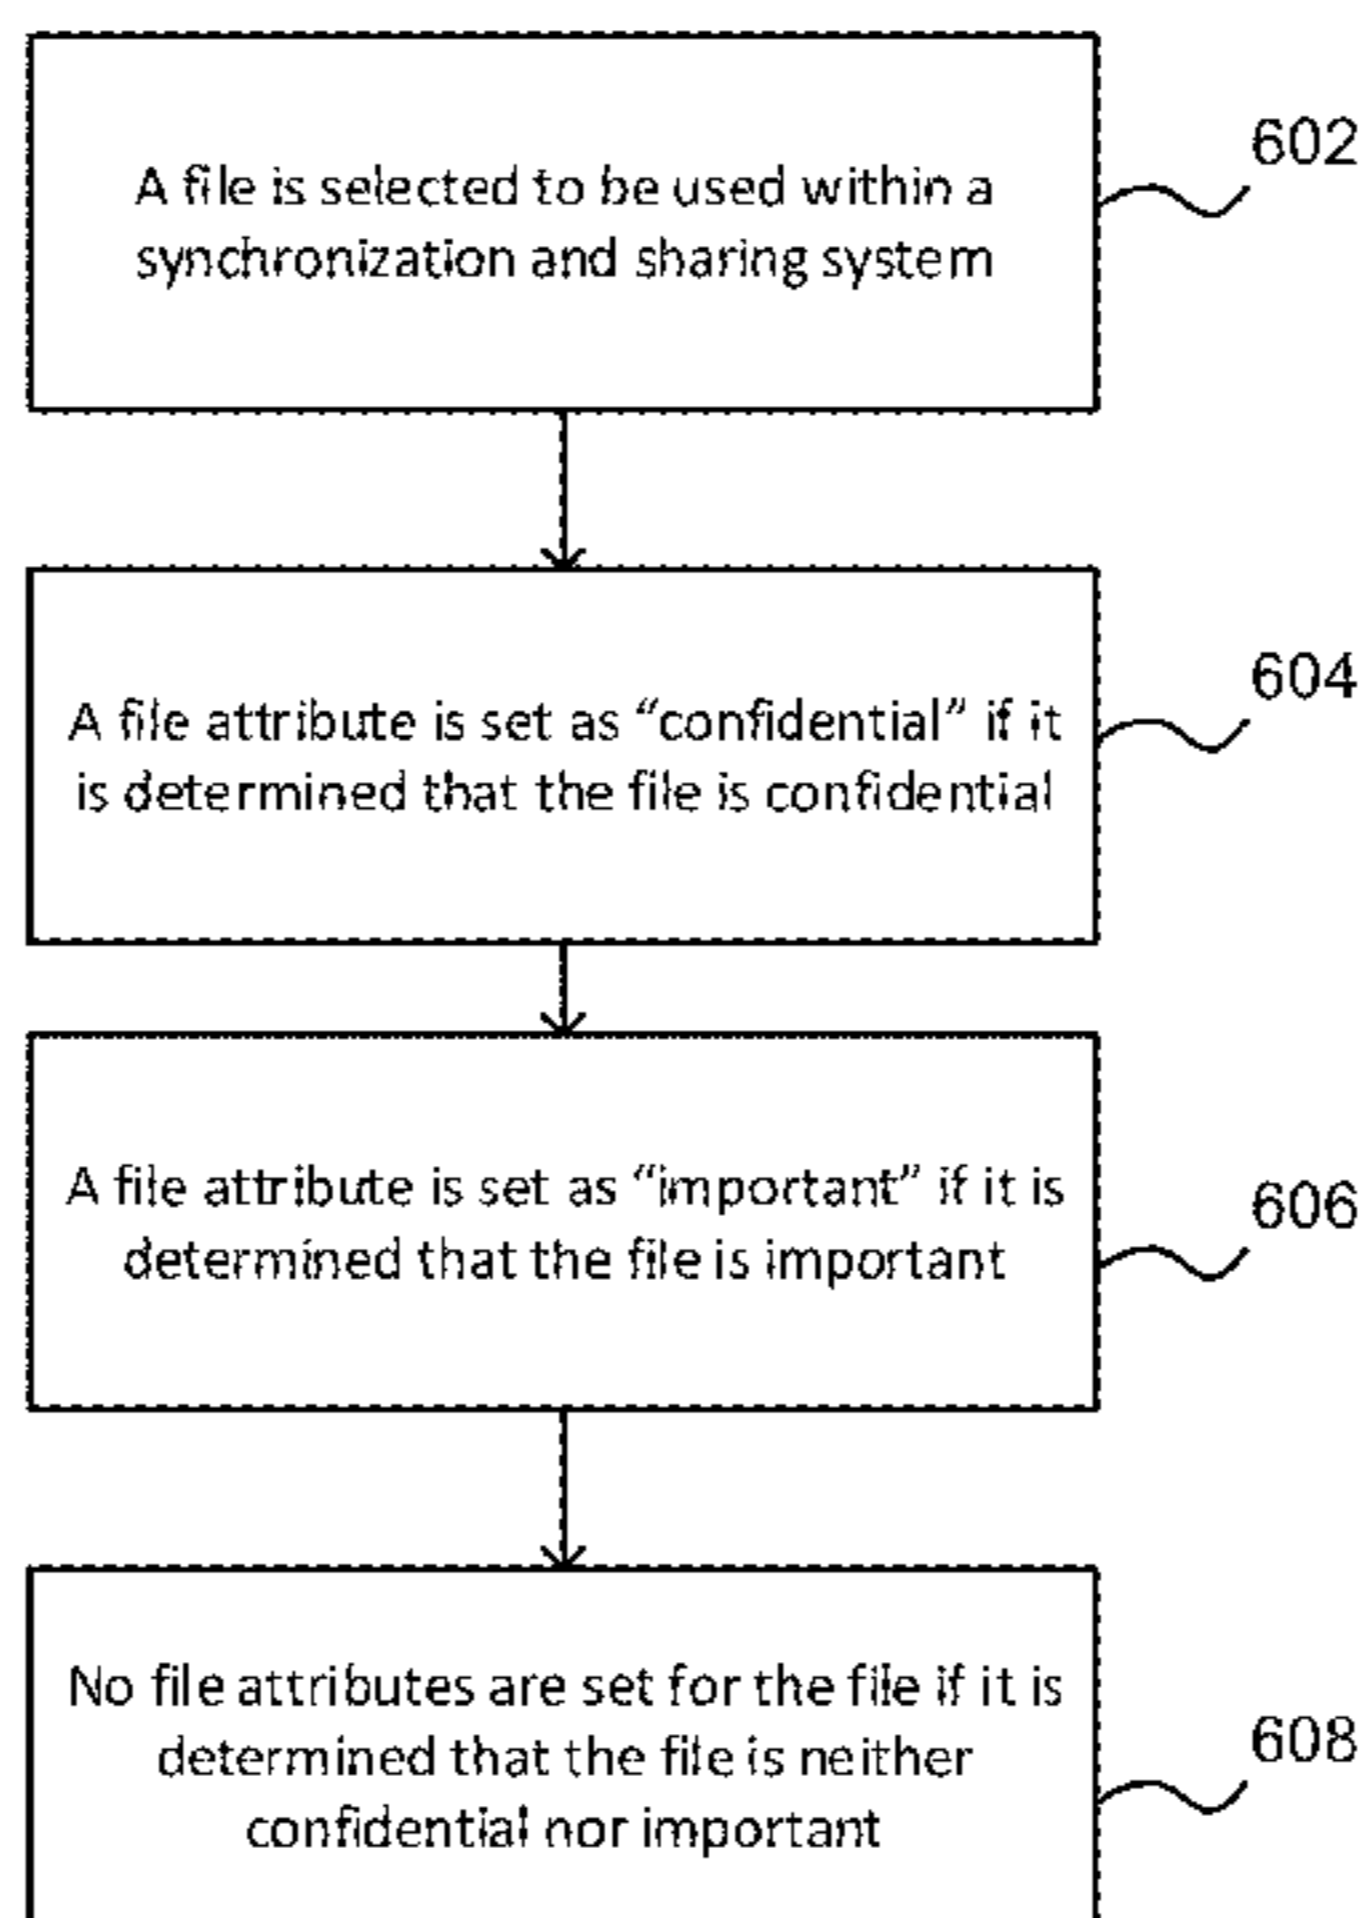 602
A file is selected to be used within a
synchronization and sharing system
604
A file attribute is set as “confidential” if it
is determined that the file is confidential
606
A file attribute is set as “important” if it is
determined that the file is important
608
No file attributes are set for the file if it is
determined that the file is neither
confidential nor important